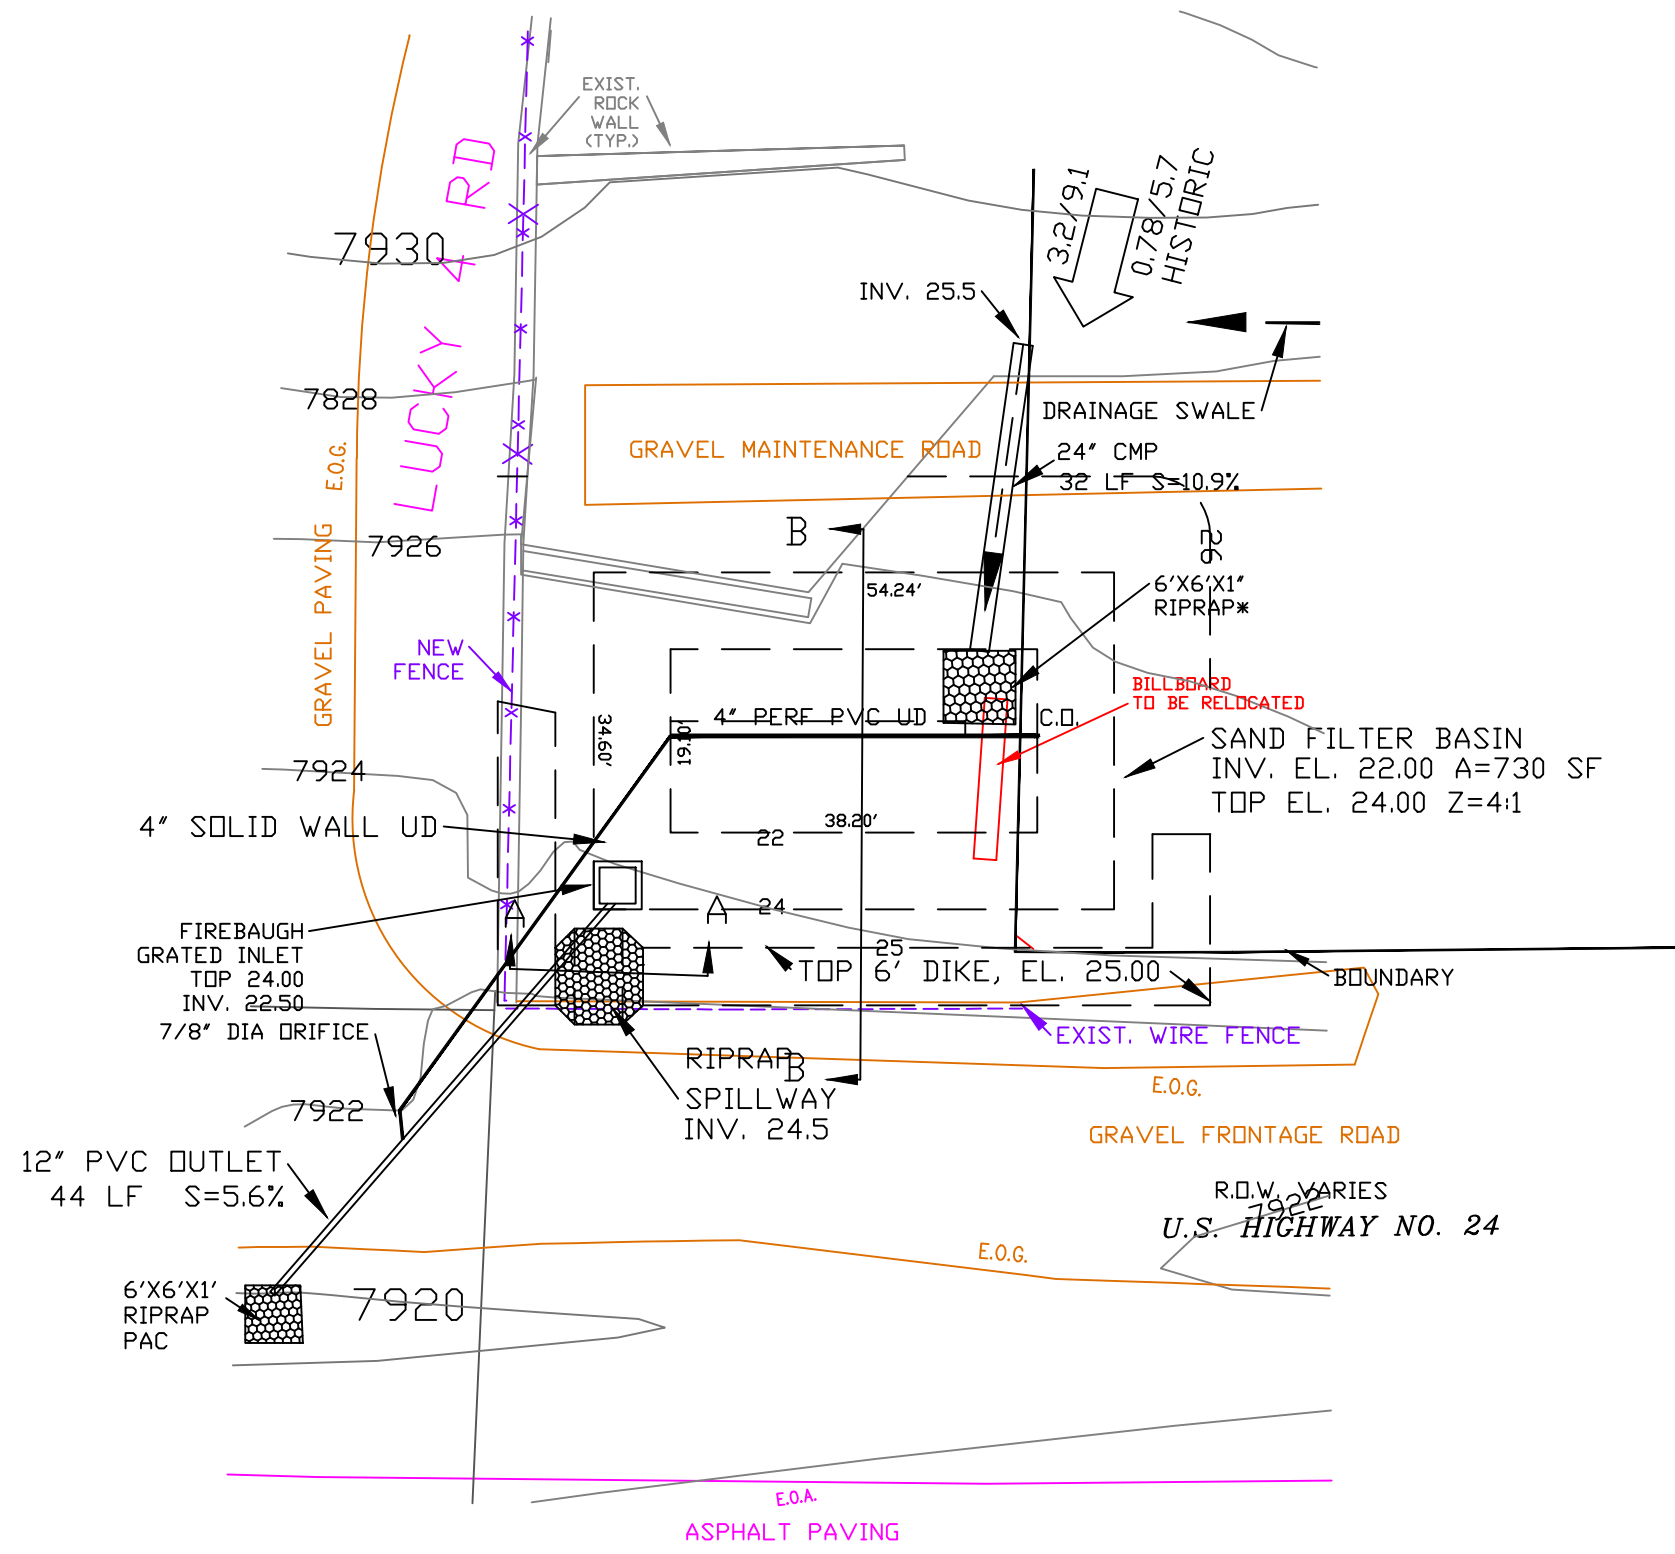 EXIST.
ROCK
WALL
(TYP.)
LUCKY 4 RD
7930
3.2/9.1
0.78/5.7
HISTORIC
INV. 25.5
7828
DRAINAGE SWALE
GRAVEL MAINTENANCE ROAD
24" CMP
32 LF S=10.9%
E.O.G.
GRAVEL PAVING
B
7926
26
54.24'
6'X6'X1"
RIPRAP*
NEW
FENCE
BILLBOARD
TO BE RELOCATED
4" PERF PVC UD
C.O.
34.60'
19.10'
SAND FILTER BASIN
INV. EL. 22.00 A=730 SF
TOP EL. 24.00 Z=4:1
7924
4" SOLID WALL UD
38.20'
22
A
A
24
FIREBAUGH
GRATED INLET
TOP 24.00
INV. 22.50
25
TOP 6' DIKE, EL. 25.00
BOUNDARY
7/8" DIA ORIFICE
EXIST. WIRE FENCE
RIPRAP
SPILLWAY
INV. 24.5
B
E.O.G.
7922
GRAVEL FRONTAGE ROAD
12" PVC OUTLET
44 LF S=5.6%
R.O.W. VARIES
7922
U.S. HIGHWAY NO. 24
E.O.G.
6'X6'X1'
RIPRAP
PAC
7920
E.O.A.
ASPHALT PAVING